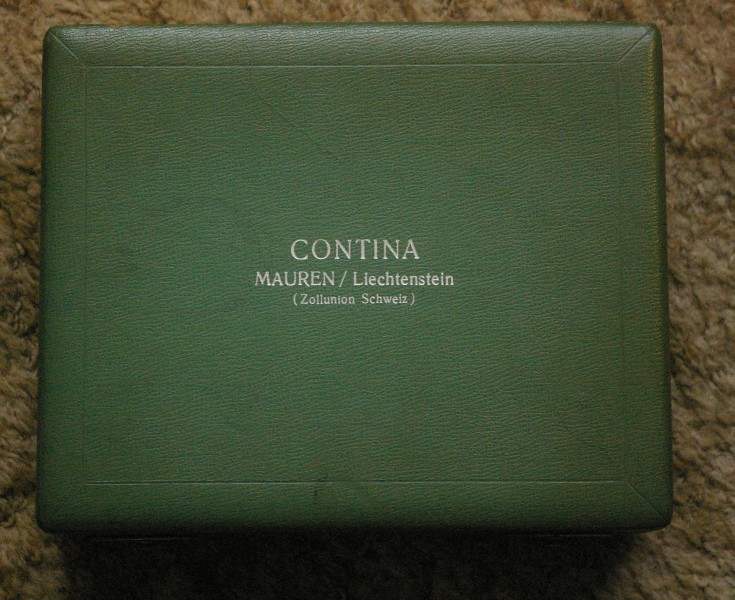 CONTINA
MAUREN / Liechtenstein
(Zollunion Schweiz)